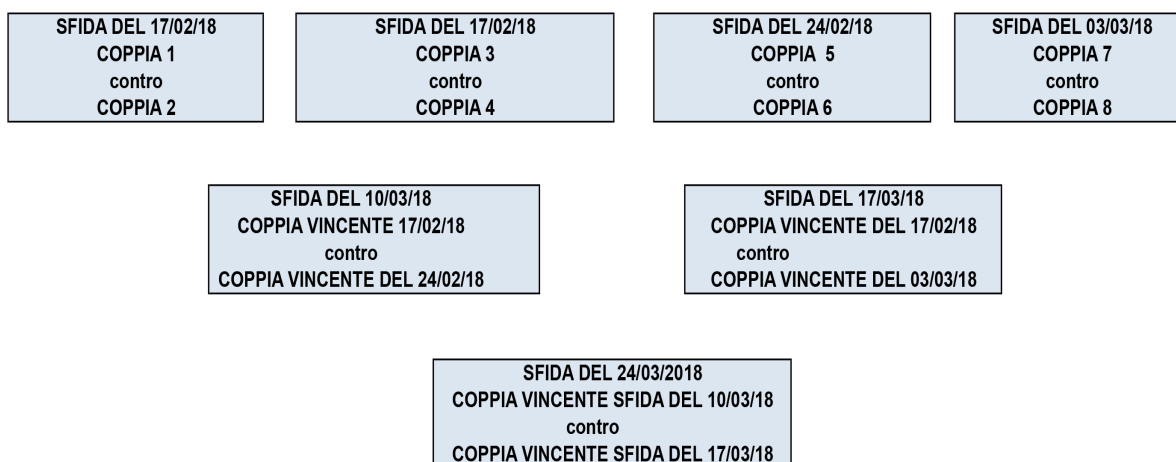 SFIDA DEL 17/02/18
COPPIA 1
contro
COPPIA 2
SFIDA DEL 17/02/18
COPPIA 3
contro
COPPIA 4
SFIDA DEL 24/02/18
COPPIA 5
contro
COPPIA 6
SFIDA DEL 03/03/18
COPPIA 7
contro
COPPIA 8
SFIDA DEL 10/03/18
COPPIA VINCENTE 17/02/18
contro
COPPIA VINCENTE DEL 24/02/18
SFIDA DEL 17/03/18
COPPIA VINCENTE DEL 17/02/18
contro
COPPIA VINCENTE DEL 03/03/18
SFIDA DEL 24/03/2018
COPPIA VINCENTE SFIDA DEL 10/03/18
contro
COPPIA VINCENTE SFIDA DEL 17/03/18